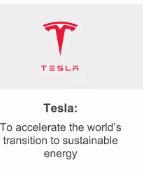 TESLA
Tesla:
To accelerate the world's
transition to sustainable
energy